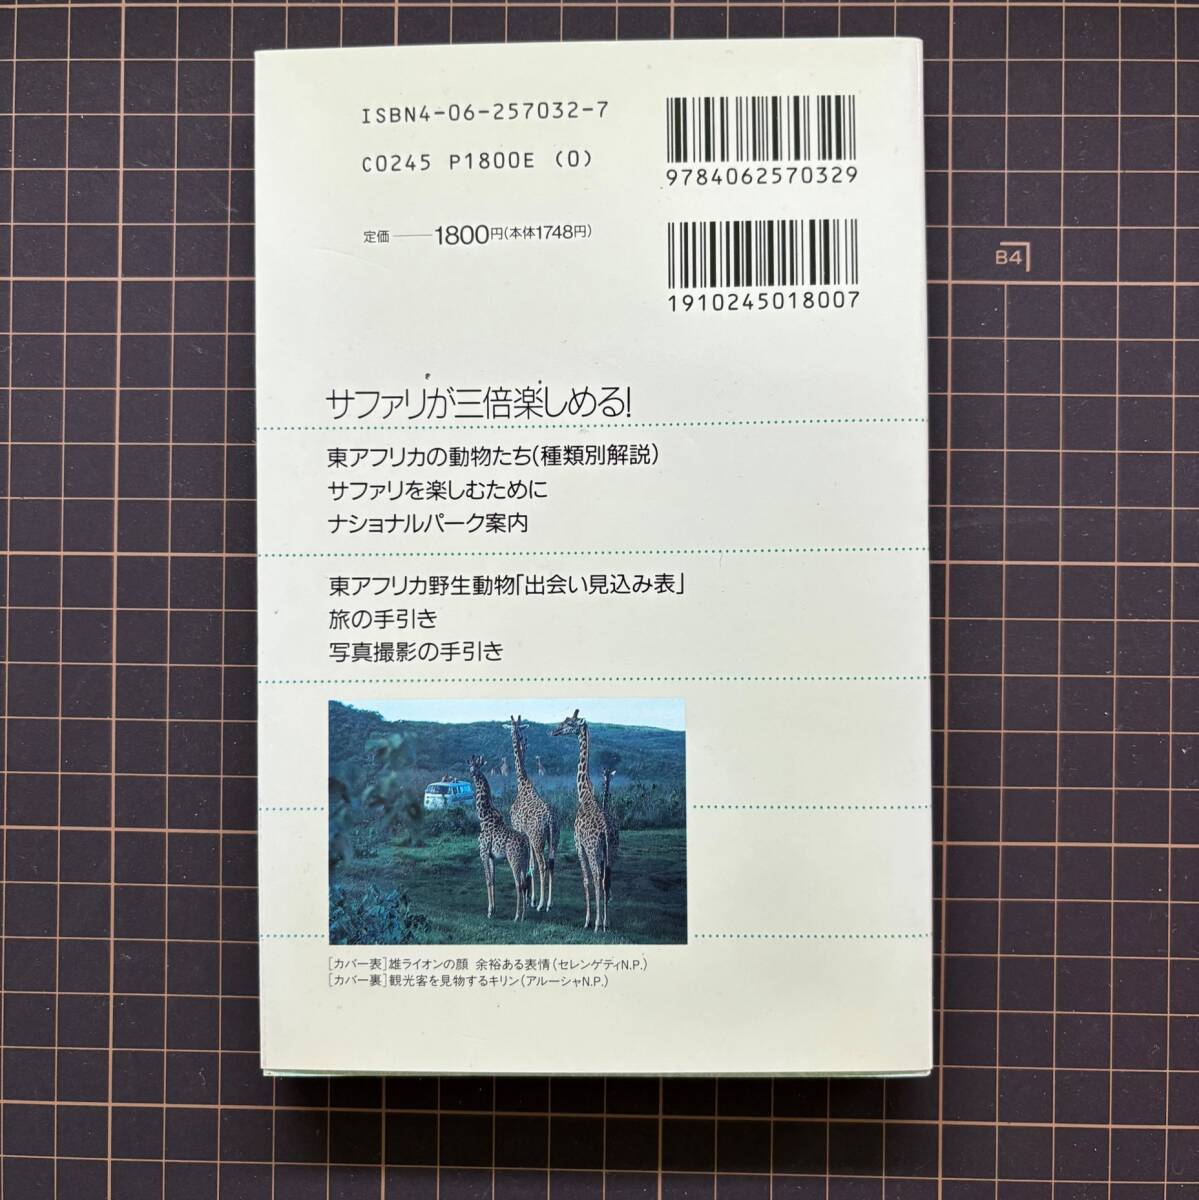 ISBN4-06-257032-7
C0245 P1800E (0)
9784062570329
定価――1800円(本体1748円)
1910245018007
B4
サファリが三倍楽しめる!
東アフリカの動物たち(種類別解説)
サファリを楽しむために
ナショナルパーク案内
東アフリカ野生動物「出会い見込み表」
旅の手引き
写真撮影の手引き
[カバー表]雄ライオンの顔 余裕ある表情(セレンゲティN.P.)
[カバー裏]観光客を見物するキリン(アルーシャN.P.)